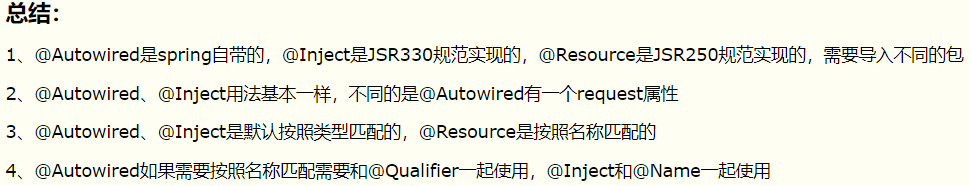 总结：
1、@Autowired是spring自带的，@Inject是JSR330规范实现的，@Resource是JSR250规范实现的，需要导入不同的包
2、@Autowired、@Inject用法基本一样，不同的是@Autowired有一个request属性
3、@Autowired、@Inject是默认按照类型匹配的，@Resource是按照名称匹配的
4、@Autowired如果需要按照名称匹配需要和@Qualifier一起使用，@Inject和@Name一起使用